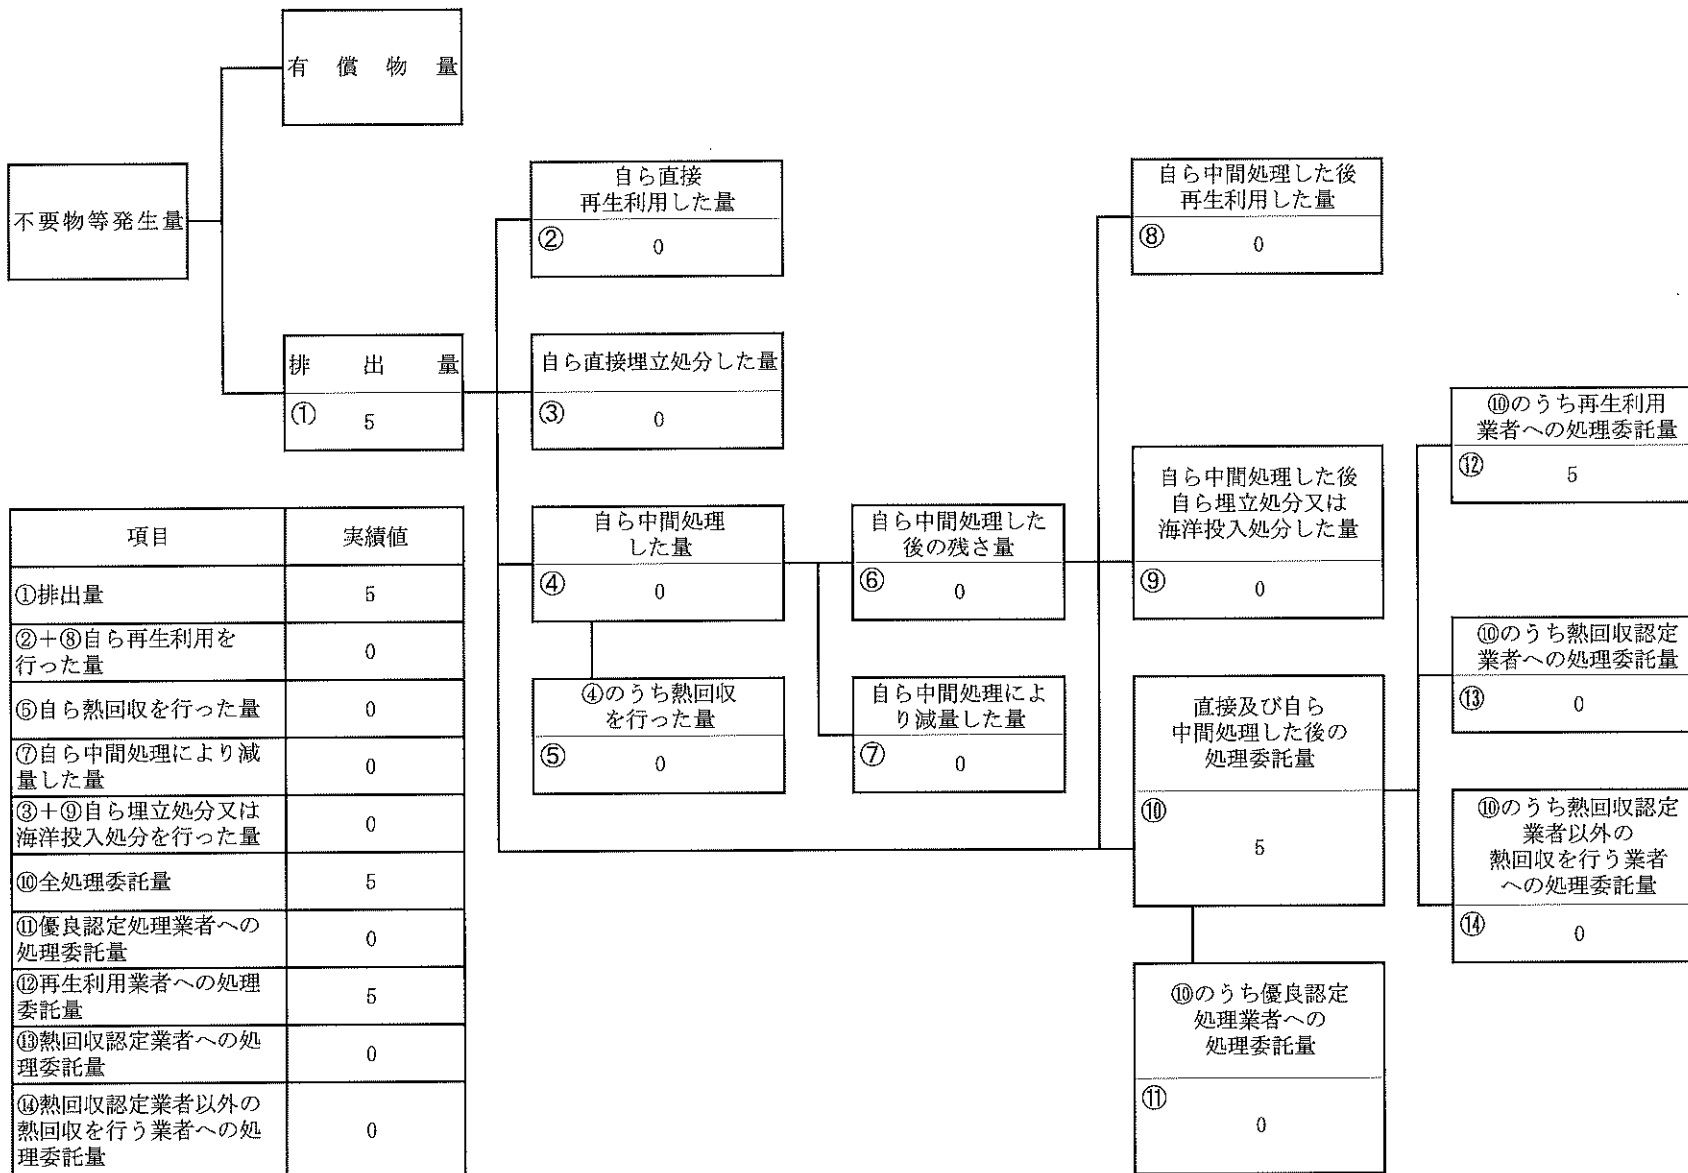 有償物量
不要物等発生量
排出量
① 5
自ら直接
再生利用した量
② 0
自ら直接埋立処分した量
③ 0
自ら中間処理
した量
④ 0
④のうち熱回収
を行った量
⑤ 0
自ら中間処理した
後の残さ量
⑥ 0
自ら中間処理によ
り減量した量
⑦ 0
自ら中間処理した後
再生利用した量
⑧ 0
自ら中間処理した後
自ら埋立処分又は
海洋投入処分した量
⑨ 0
直接及び自ら
中間処理した後の
処理委託量
⑩
5
⑩のうち優良認定
処理業者への
処理委託量
⑪
0
⑩のうち再生利用
業者への処理委託量
⑫ 5
⑩のうち熱回収認定
業者への処理委託量
⑬ 0
⑩のうち熱回収認定
業者以外の
熱回収を行う業者
への処理委託量
⑭ 0
項目 実績値
①排出量 5
②+⑧自ら再生利用を
行った量 0
⑤自ら熱回収を行った量 0
⑦自ら中間処理により減
量した量 0
③+⑨自ら埋立処分又は
海洋投入処分を行った量 0
⑩全処理委託量 5
⑪優良認定処理業者への
処理委託量 0
⑫再生利用業者への処理
委託量 5
⑬熱回収認定業者への処
理委託量 0
⑭熱回収認定業者以外の
熱回収を行う業者への処
理委託量 0